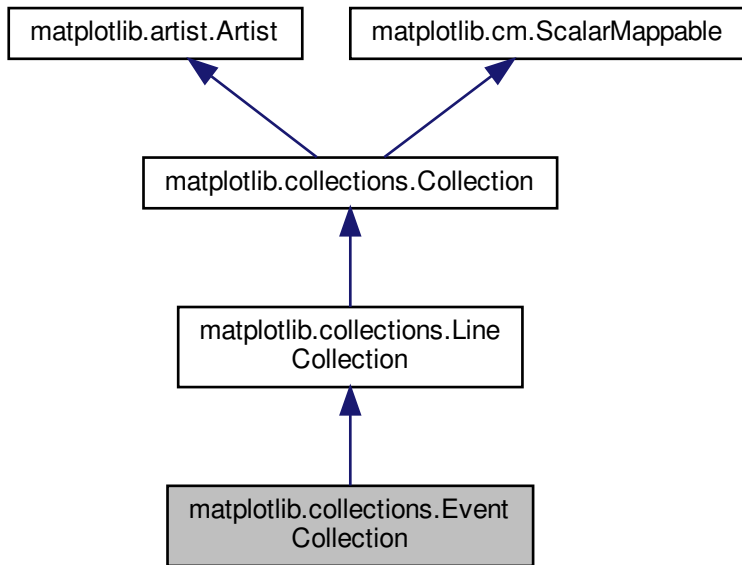 matplotlib.artist.Artist
matplotlib.cm.ScalarMappable
matplotlib.collections.Collection
matplotlib.collections.Line
Collection
matplotlib.collections.Event
Collection